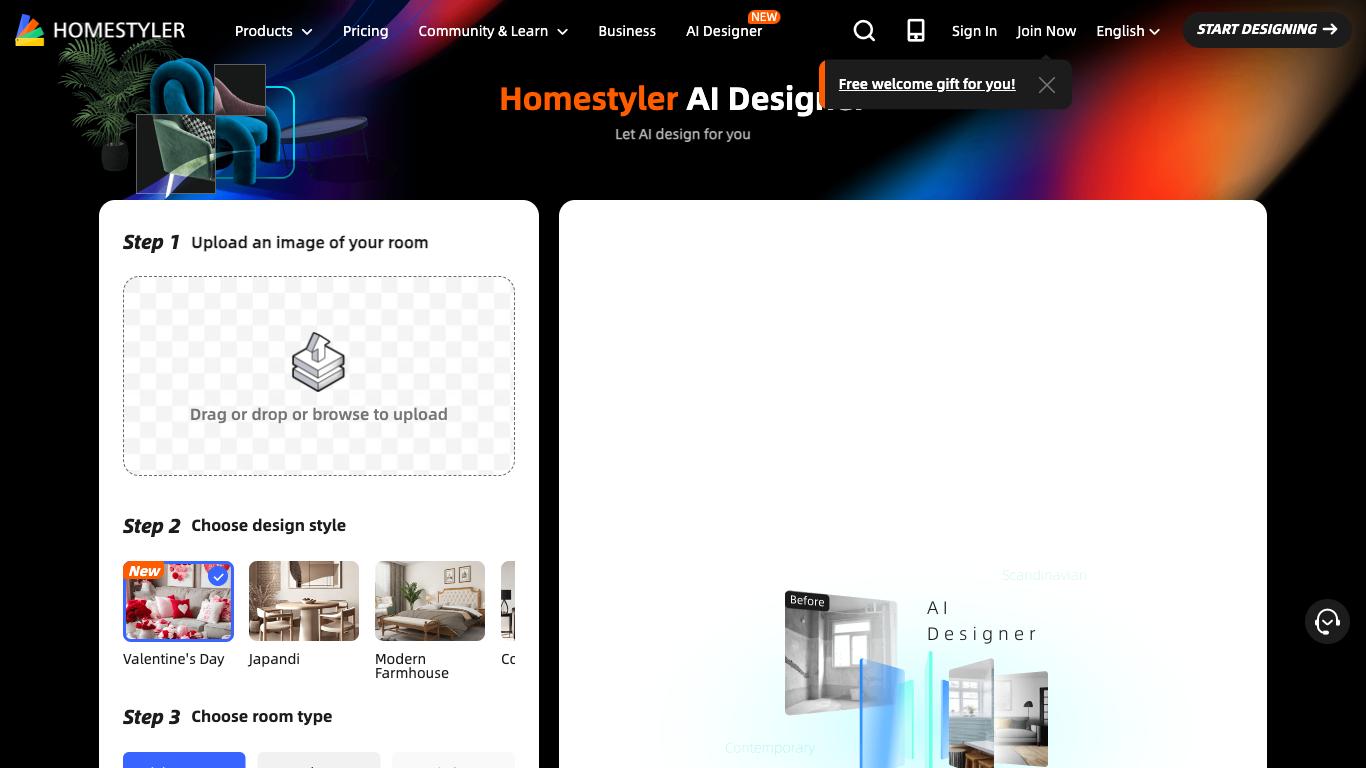 HOMESTYLER
Products
Pricing
Community & Learn
Business
AI Designer
NEW
Sign In
Join Now
English
START DESIGNING
Free welcome gift for you!
Homestyler AI Designer
Let AI design for you
Step 1 Upload an image of your room
Drag or drop or browse to upload
Step 2 Choose design style
New
Valentine's Day
Japandi
Modern
Farmhouse
Co
Step 3 Choose room type
Scandinavian
Before
AI
Designer
Contemporary